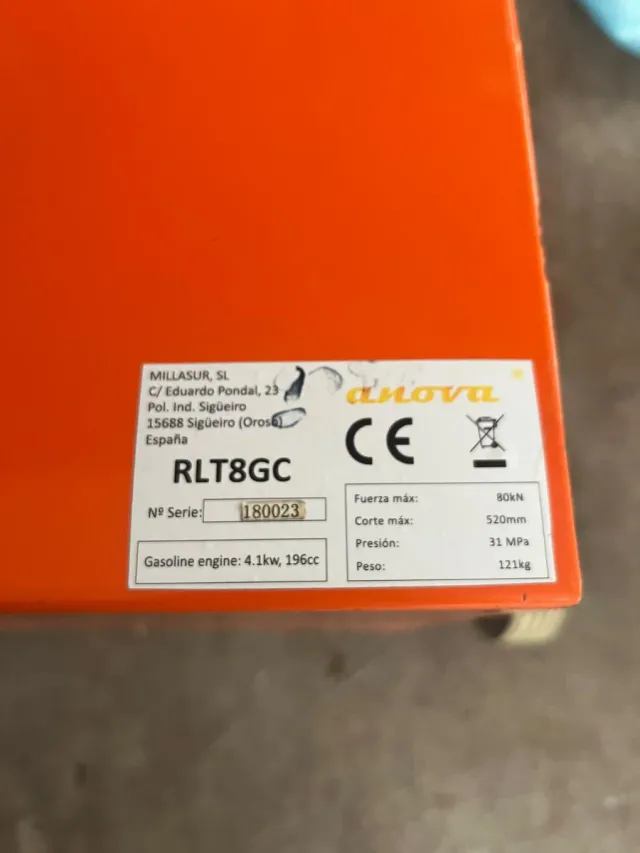 MILLASUR, SL
C/ Eduardo Pondal, 23
Pol. Ind. Sigüeiro
15688 Sigüeiro (Oroso)
España
anova
CE
RLT8GC
Nº Serie: 180023
Gasoline engine: 4.1kw, 196cc
Fuerza máx: 80kN
Corte máx: 520mm
Presión: 31 MPa
Peso: 121kg